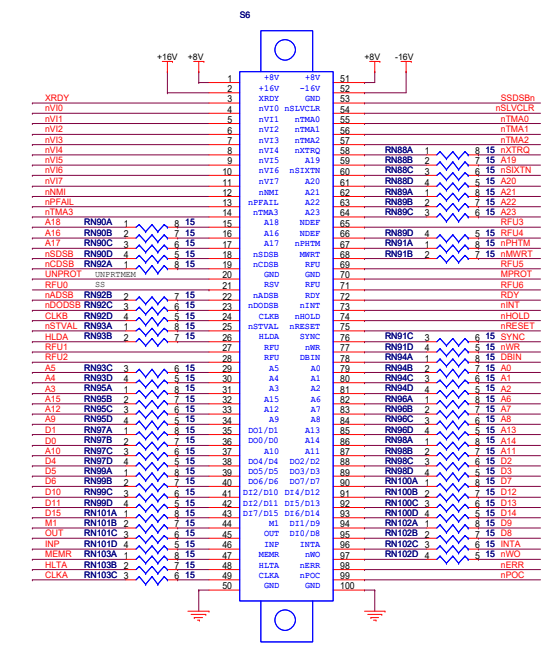 S6
+16V +8V +8V -16V
1 +8V +8V 51
2 +16V -16V 52
XRDY 3 XRDY GND 53 SSDSBn
nVI0 4 nVI0 nSLVCLR 54 nSLVCLR
nVI1 5 nVI1 nTMA0 55 nTMA0
nVI2 6 nVI2 nTMA1 56 nTMA1
nVI3 7 nVI3 nTMA2 57 nTMA2
nVI4 8 nVI4 nXTRQ 58 RN88A 1 8 15 nXTRQ
nVI5 9 nVI5 A19 59 RN88B 2 7 15 A19
nVI6 10 nVI6 nSIXTN 60 RN88C 3 6 15 nSIXTN
nVI7 11 nVI7 A20 61 RN88D 4 5 15 A20
nNMI 12 nNMI A21 62 RN89A 1 8 15 A21
nPFAIL 13 nPFAIL A22 63 RN89B 2 7 15 A22
nTMA3 14 nTMA3 A23 64 RN89C 3 6 15 A23
A18 RN90A 1 8 15 15 A18 NDEF 65 RFU3
A16 RN90B 2 7 15 16 A16 NDEF 66 RN89D 4 5 15 RFU4
A17 RN90C 3 6 15 17 A17 nPHTM 67 RN91A 1 8 15 nPHTM
nSDSB RN90D 4 5 15 18 nSDSB MWRT 68 RN91B 2 7 15 nMWRT
nCDSB RN92A 1 8 15 19 nCDSB RFU 69 RFU5
UNPROT UNPRTMEM 20 GND GND 70 MPROT
RFU0 SS 21 RSV RFU 71 RFU6
nADSB RN92B 2 7 15 22 nADSB RDY 72 RDY
nDODSB RN92C 3 6 15 23 nDODSB nINT 73 nINT
CLKB RN92D 4 5 15 24 CLKB nHOLD 74 nHOLD
nSTVAL RN93A 1 8 15 25 nSTVAL nRESET 75 nRESET
HLDA RN93B 2 7 15 26 HLDA SYNC 76 RN91C 3 6 15 SYNC
RFU1 27 RFU nWR 77 RN91D 4 5 15 nWR
RFU2 28 RFU DBIN 78 RN94A 1 8 15 DBIN
A5 RN93C 3 6 15 29 A5 A0 79 RN94B 2 7 15 A0
A4 RN93D 4 5 15 30 A4 A1 80 RN94C 3 6 15 A1
A3 RN95A 1 8 15 31 A3 A2 81 RN94D 4 5 15 A2
A15 RN95B 2 7 15 32 A15 A6 82 RN96A 1 8 15 A6
A12 RN95C 3 6 15 33 A12 A7 83 RN96B 2 7 15 A7
A9 RN95D 4 5 15 34 A9 A8 84 RN96C 3 6 15 A8
D1 RN97A 1 8 15 35 DO1/D1 A13 85 RN96D 4 5 15 A13
D0 RN97B 2 7 15 36 DO0/D0 A14 86 RN98A 1 8 15 A14
A10 RN97C 3 6 15 37 A10 A11 87 RN98B 2 7 15 A11
D4 RN97D 4 5 15 38 DO4/D4 DO2/D2 88 RN98C 3 6 15 D2
D5 RN99A 1 8 15 39 DO5/D5 DO3/D3 89 RN98D 4 5 15 D3
D6 RN99B 2 7 15 40 DO6/D6 DO7/D7 90 RN100A 1 8 15 D7
D10 RN99C 3 6 15 41 DI2/D10 DI4/D12 91 RN100B 2 7 15 D12
D11 RN99D 4 5 15 42 DI3/D11 DI5/D13 92 RN100C 3 6 15 D13
D15 RN101A 1 8 15 43 DI7/D15 DI6/D14 93 RN100D 4 5 15 D14
M1 RN101B 2 7 15 44 M1 DI1/D9 94 RN102A 1 8 15 D9
OUT RN101C 3 6 15 45 OUT DI0/D8 95 RN102B 2 7 15 D8
INP RN101D 4 5 15 46 INP INTA 96 RN102C 3 6 15 INTA
MEMR RN103A 1 8 15 47 MEMR nWO 97 RN102D 4 5 15 nWO
HLTA RN103B 2 7 15 48 HLTA nERR 98 nERR
CLKA RN103C 3 6 15 49 CLKA nPOC 99 nPOC
50 GND GND 100